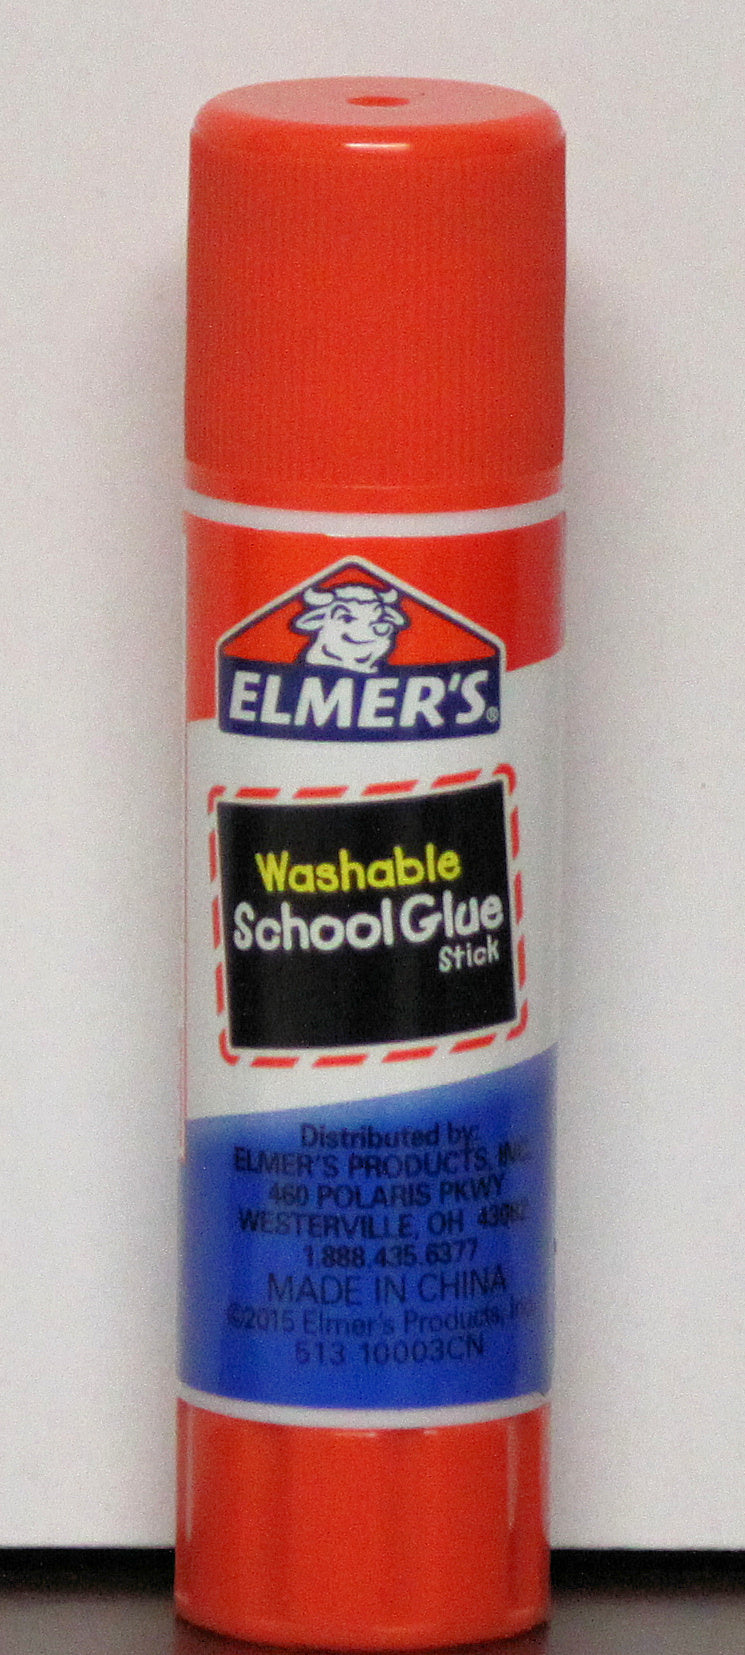 ELMER'S®
Washable
School Glue
Stick
Distributed by:
ELMER'S PRODUCTS, INC.
460 POLARIS PKWY
WESTERVILLE, OH 43082
1.888.435.6377
MADE IN CHINA
©2015 Elmer's Products, Inc.
613 10003CN